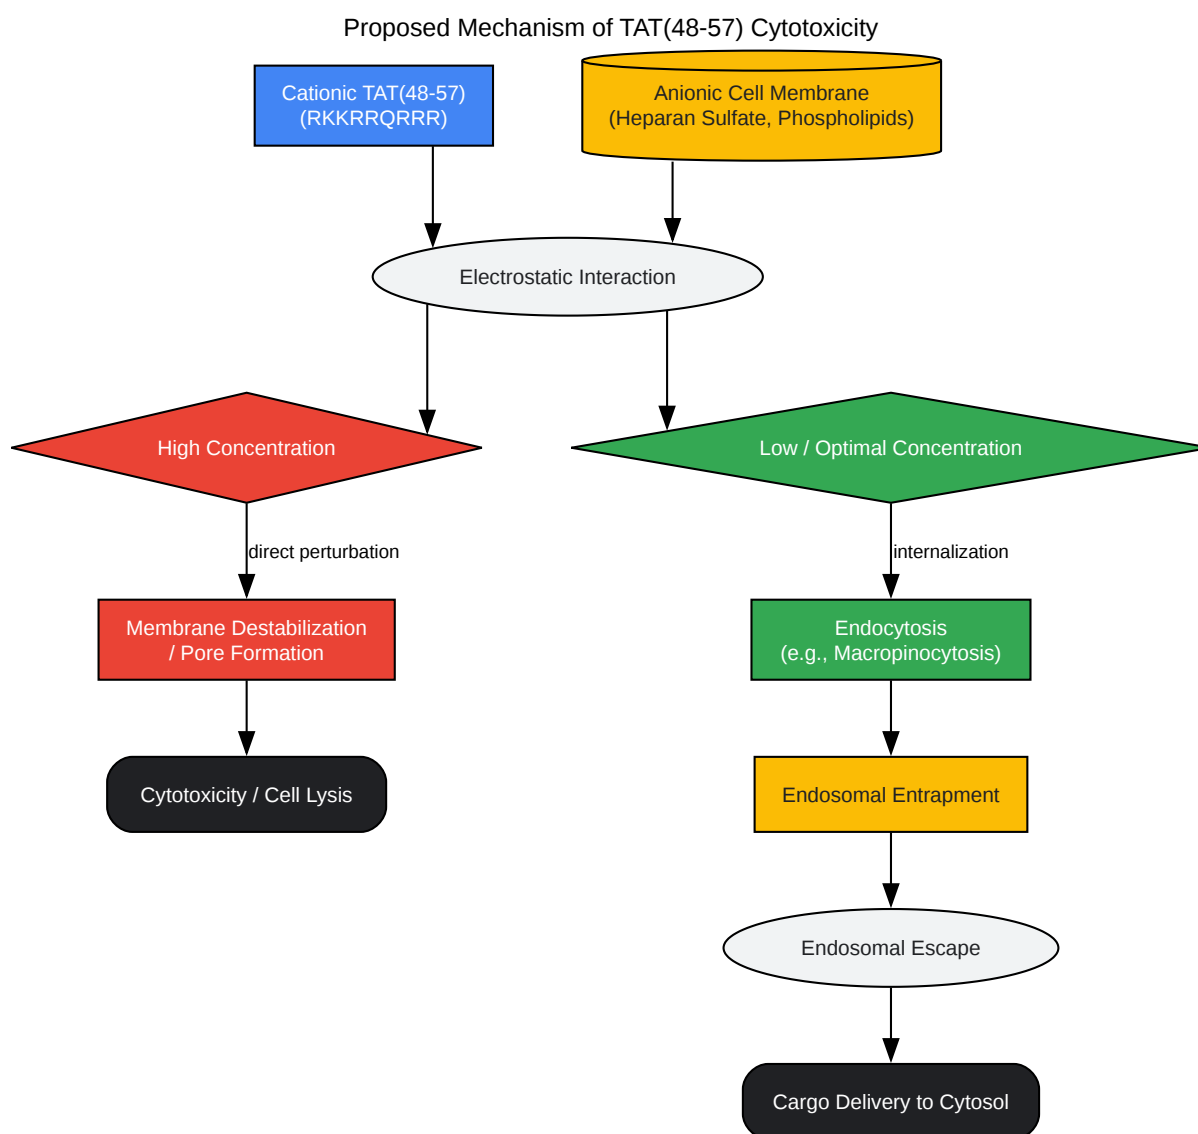 Proposed Mechanism of TAT(48-57) Cytotoxicity
Cationic TAT(48-57)
(RKKRRQRRR)
Anionic Cell Membrane
(Heparan Sulfate, Phospholipids)
Electrostatic Interaction
High Concentration
Low / Optimal Concentration
direct perturbation
internalization
Membrane Destabilization
/ Pore Formation
Endocytosis
(e.g., Macropinocytosis)
Cytotoxicity / Cell Lysis
Endosomal Entrapment
Endosomal Escape
Cargo Delivery to Cytosol